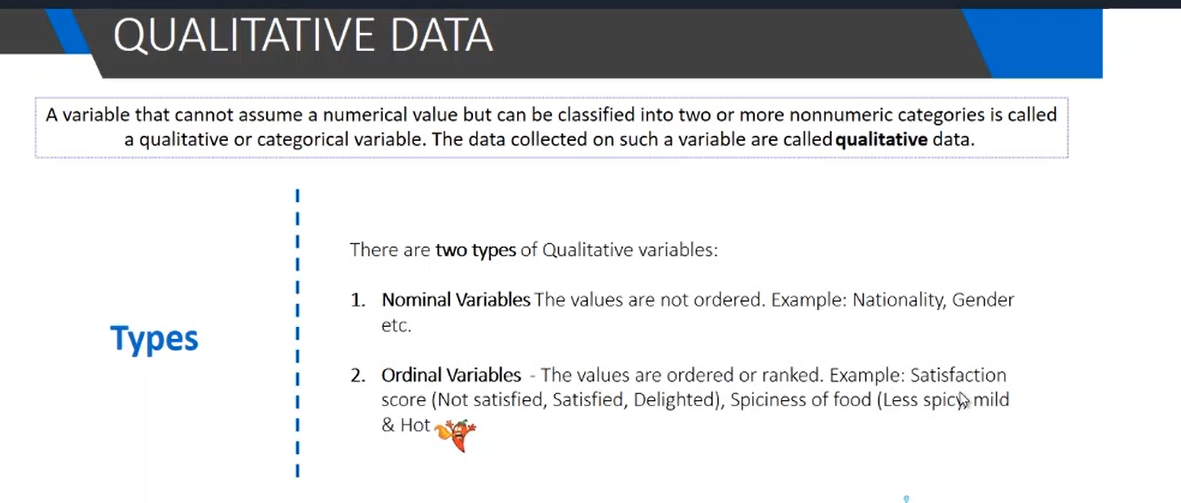 QUALITATIVE DATA
A variable that cannot assume a numerical value but can be classified into two or more nonnumeric categories is called
a qualitative or categorical variable. The data collected on such a variable are called qualitative data.
There are two types of Qualitative variables:
1. Nominal Variables The values are not ordered. Example: Nationality, Gender
etc.
Types
2. Ordinal Variables - The values are ordered or ranked. Example: Satisfaction
score (Not satisfied, Satisfied, Delighted), Spiciness of food (Less spicy, mild
& Hot